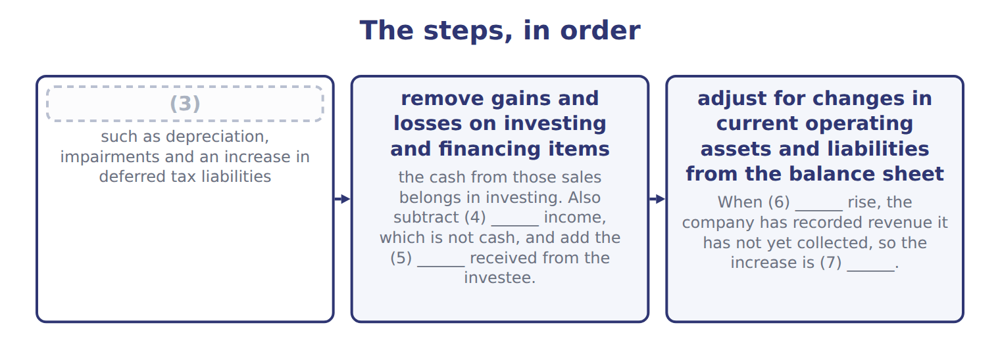 The steps, in order
(3)
such as depreciation,
impairments and an increase in
deferred tax liabilities
remove gains and
losses on investing
and financing items
the cash from those sales
belongs in investing. Also
subtract (4) ______ income,
which is not cash, and add the
(5) ______ received from the
investee.
adjust for changes in
current operating
assets and liabilities
from the balance sheet
When (6) ______ rise, the
company has recorded revenue it
has not yet collected, so the
increase is (7) ______.